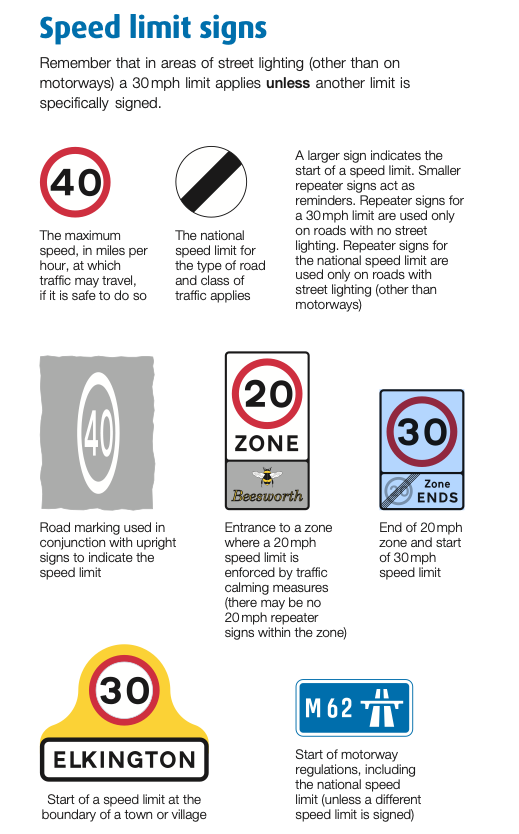 Speed limit signs
Remember that in areas of street lighting (other than on
motorways) a 30 mph limit applies unless another limit is
specifically signed.
40
The maximum
speed, in miles per
hour, at which
traffic may travel,
if it is safe to do so
The national
speed limit for
the type of road
and class of
traffic applies
A larger sign indicates the
start of a speed limit. Smaller
repeater signs act as
reminders. Repeater signs for
a 30 mph limit are used only
on roads with no street
lighting. Repeater signs for
the national speed limit are
used only on roads with
street lighting (other than
motorways)
40
Road marking used in
conjunction with upright
signs to indicate the
speed limit
20
ZONE
Beesworth
Entrance to a zone
where a 20 mph
speed limit is
enforced by traffic
calming measures
(there may be no
20 mph repeater
signs within the zone)
30
20
Zone
ENDS
End of 20 mph
zone and start
of 30 mph
speed limit
30
ELKINGTON
Start of a speed limit at the
boundary of a town or village
M 62
Start of motorway
regulations, including
the national speed
limit (unless a different
speed limit is signed)